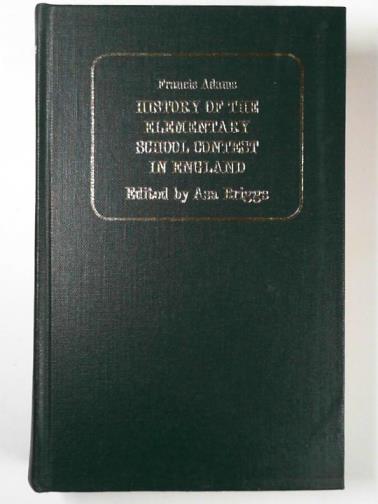 Francis Adams
HISTORY OF THE
ELEMENTARY
SCHOOL CONTEST
IN ENGLAND
Edited by Asa Briggs